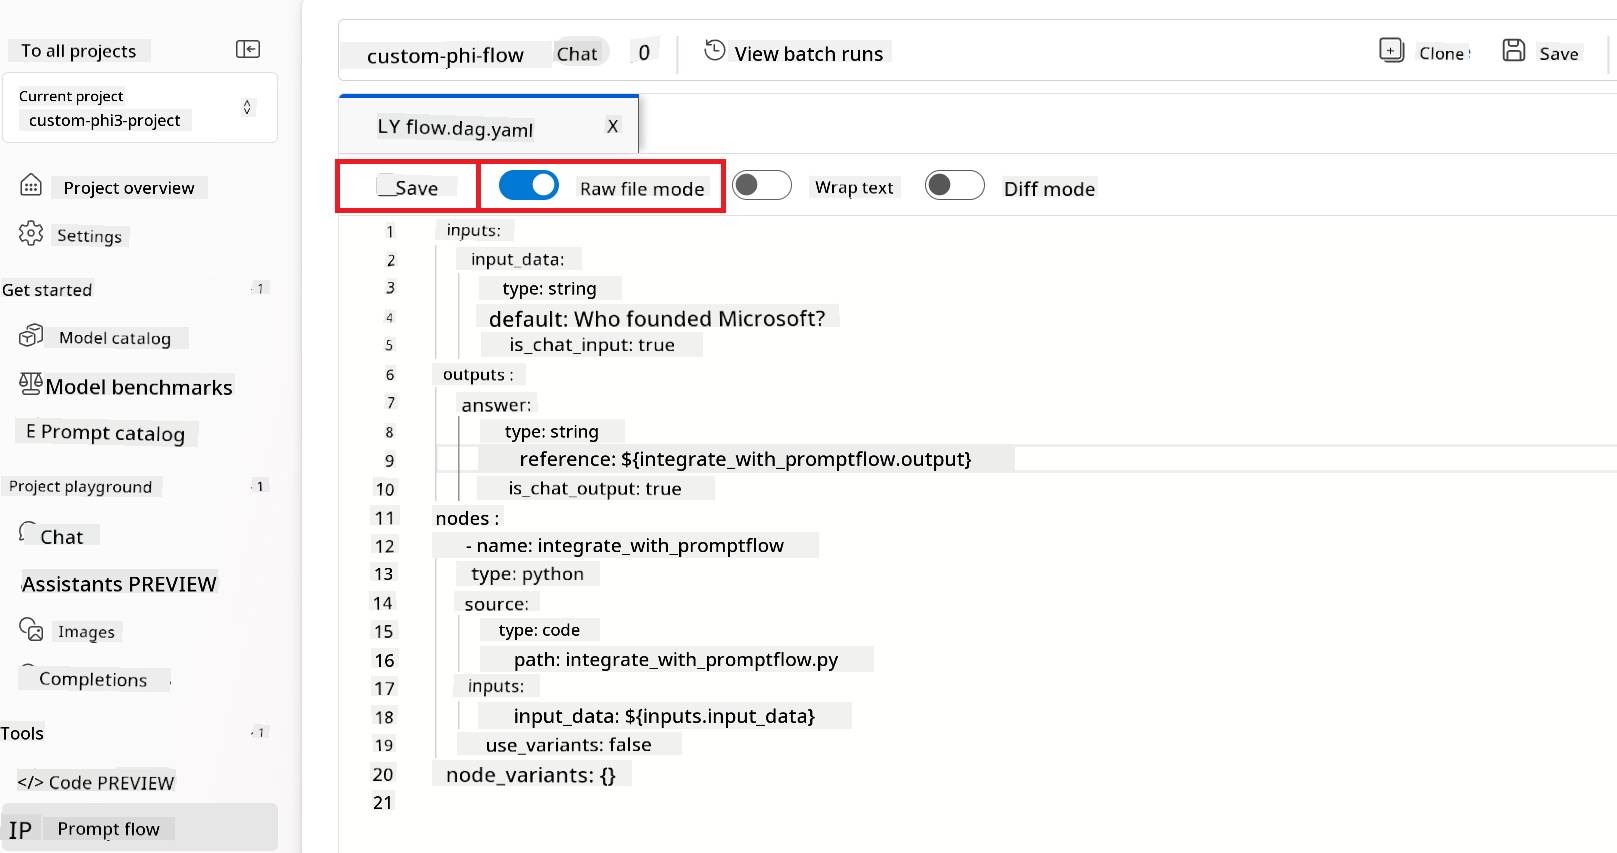 To all projects
Current project
custom-phi3-project
Project overview
Settings
Get started
1
Model catalog
Model benchmarks
E Prompt catalog
Project playground
1
Chat
Assistants PREVIEW
Images
Completions
Tools
1
</> Code PREVIEW
IP Prompt flow
custom-phi-flow Chat 0 View batch runs Clone Save
LY flow.dag.yaml X
Save Raw file mode Wrap text Diff mode
1 inputs:
2 input_data:
3 type: string
4 default: Who founded Microsoft?
5 is_chat_input: true
6 outputs :
7 answer:
8 type: string
9 reference: ${integrate_with_promptflow.output}
10 is_chat_output: true
11 nodes :
12 - name: integrate_with_promptflow
13 type: python
14 source:
15 type: code
16 path: integrate_with_promptflow.py
17 inputs:
18 input_data: ${inputs.input_data}
19 use_variants: false
20 node_variants: {}
21